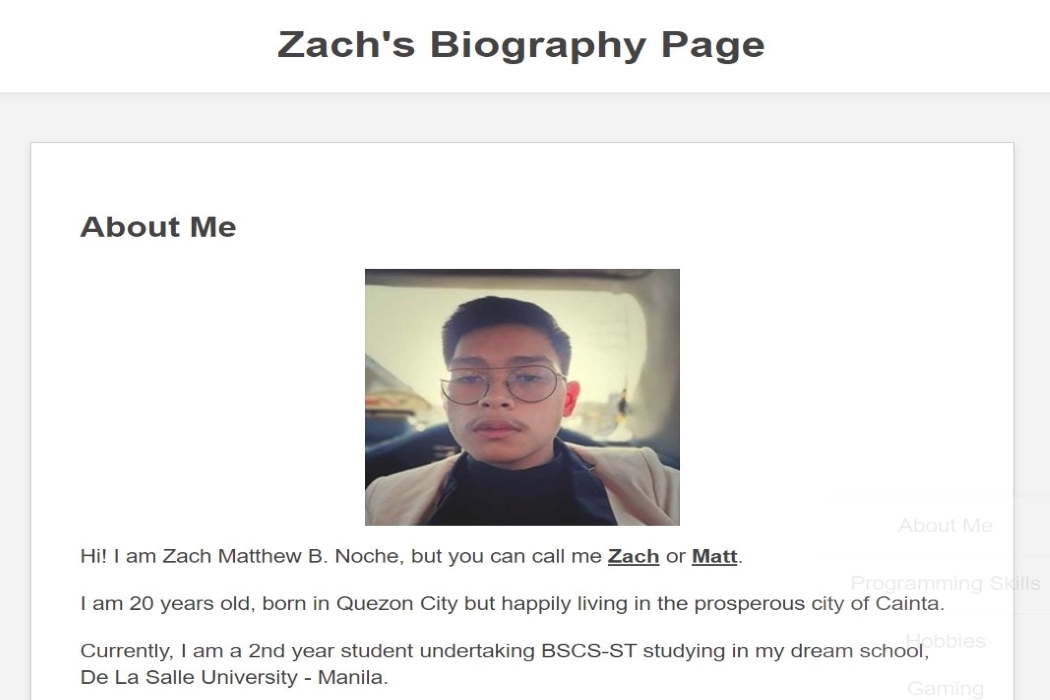 Zach's Biography Page
About Me
Hi! I am Zach Matthew B. Noche, but you can call me Zach or Matt.
I am 20 years old, born in Quezon City but happily living in the prosperous city of Cainta.
Currently, I am a 2nd year student undertaking BSCS-ST studying in my dream school,
De La Salle University - Manila.
About Me
Programming Skills
Hobbies
Gaming